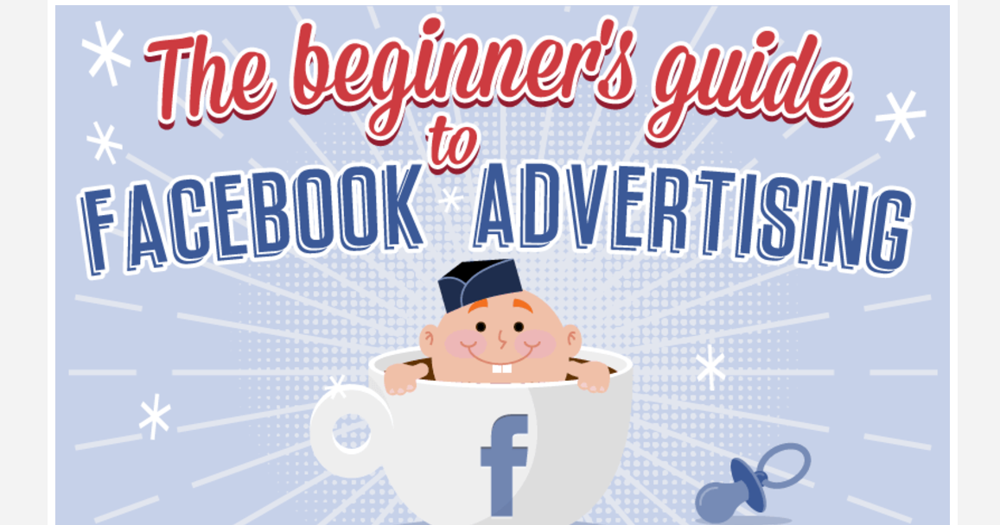 The beginner's guide
to
FACEBOOK ADVERTISING
f